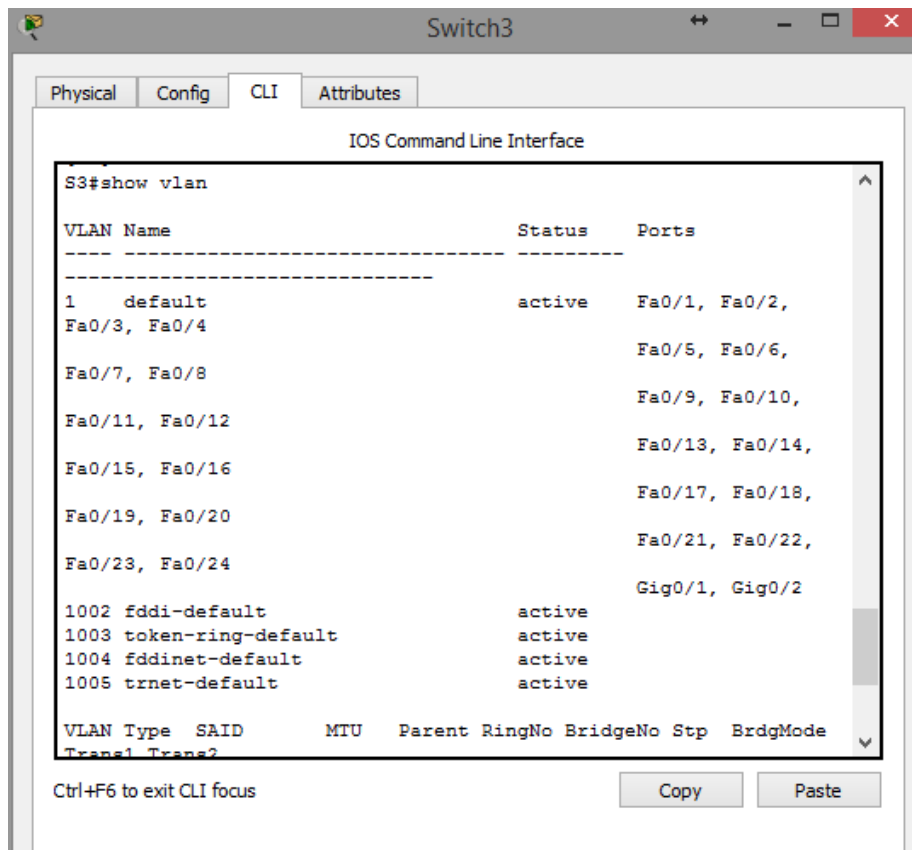 Switch3
Physical Config CLI Attributes
IOS Command Line Interface
S3#show vlan
VLAN Name                             Status    Ports
---- -------------------------------- ---------
-------------------------------
1    default                          active    Fa0/1, Fa0/2,
Fa0/3, Fa0/4
                                                Fa0/5, Fa0/6,
Fa0/7, Fa0/8
                                                Fa0/9, Fa0/10,
Fa0/11, Fa0/12
                                                Fa0/13, Fa0/14,
Fa0/15, Fa0/16
                                                Fa0/17, Fa0/18,
Fa0/19, Fa0/20
                                                Fa0/21, Fa0/22,
Fa0/23, Fa0/24
                                                Gig0/1, Gig0/2
1002 fddi-default                     active
1003 token-ring-default               active
1004 fddinet-default                  active
1005 trnet-default                    active
VLAN Type  SAID       MTU   Parent RingNo BridgeNo Stp  BrdgMode
Trans1 Trans2
Ctrl+F6 to exit CLI focus
Copy Paste